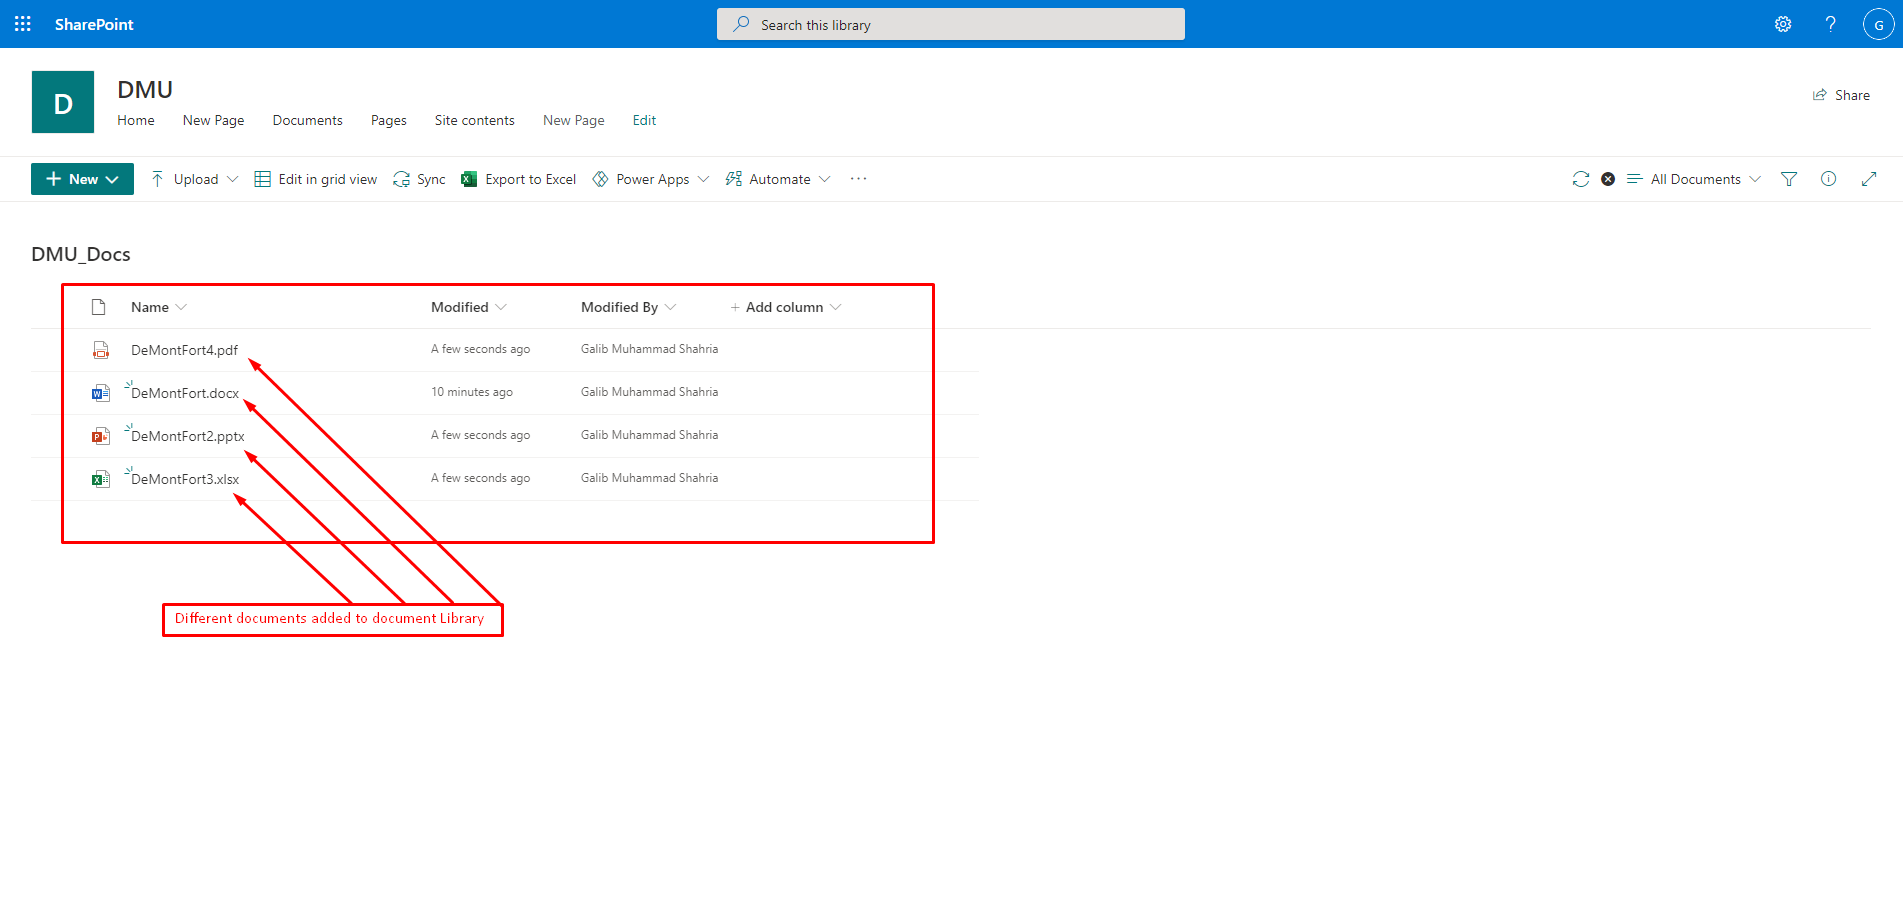 SharePoint
Search this library
?
G
D
DMU
Home New Page Documents Pages Site contents New Page Edit
Share
+ New Upload Edit in grid view Sync Export to Excel Power Apps Automate ...
All Documents
DMU_Docs
Name Modified Modified By + Add column
DeMontFort4.pdf A few seconds ago Galib Muhammad Shahria
DeMontFort.docx 10 minutes ago Galib Muhammad Shahria
DeMontFort2.pptx A few seconds ago Galib Muhammad Shahria
DeMontFort3.xlsx A few seconds ago Galib Muhammad Shahria
Different documents added to document Library